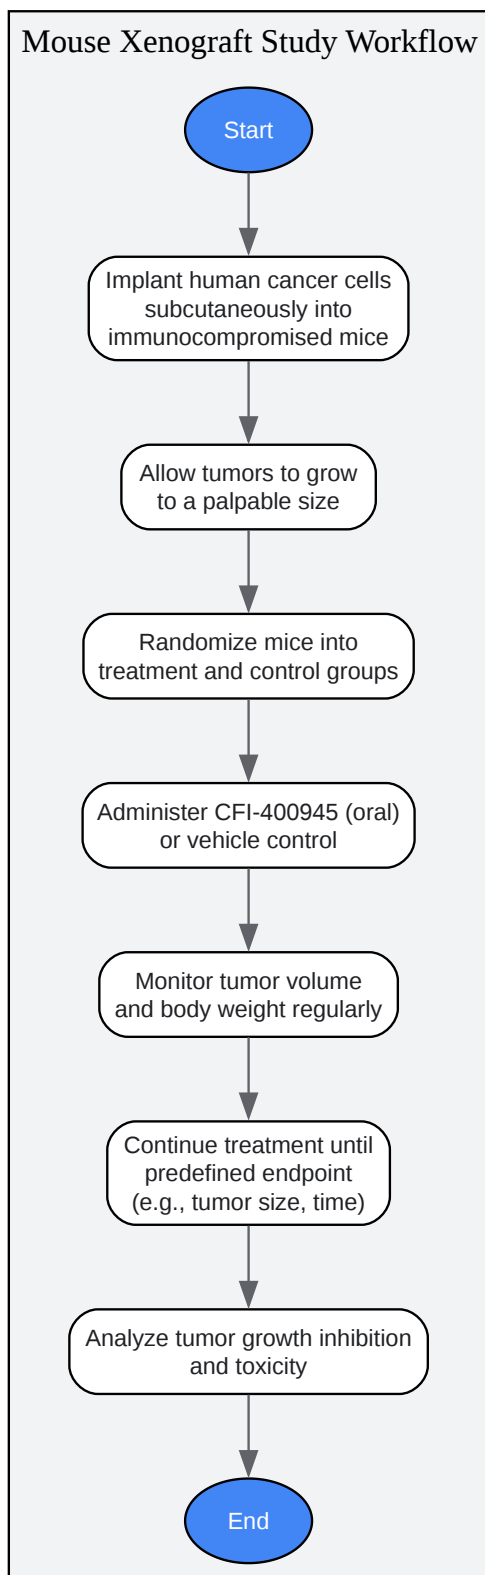 Mouse Xenograft Study Workflow
Start
Implant human cancer cells
subcutaneously into
immunocompromised mice
Allow tumors to grow
to a palpable size
Randomize mice into
treatment and control groups
Administer CFI-400945 (oral)
or vehicle control
Monitor tumor volume
and body weight regularly
Continue treatment until
predefined endpoint
(e.g., tumor size, time)
Analyze tumor growth inhibition
and toxicity
End